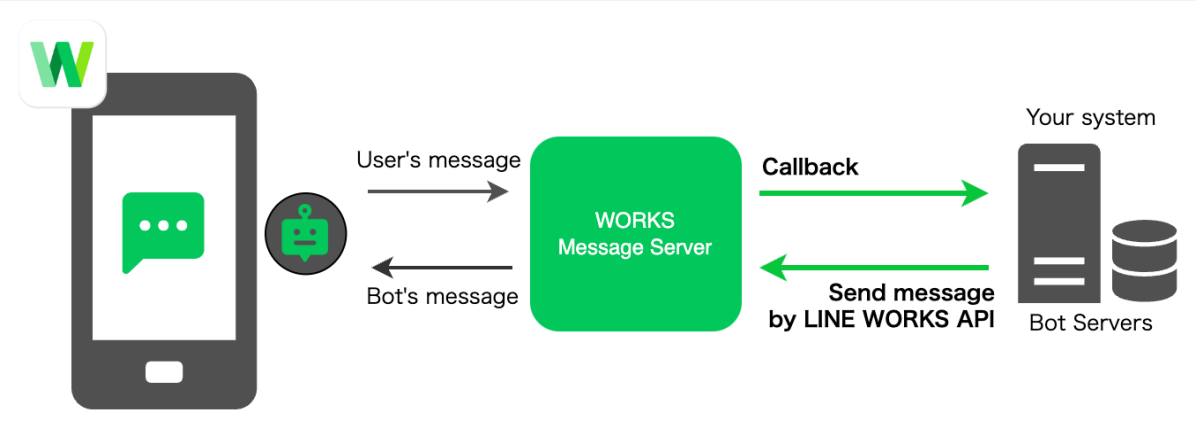 User's message
Bot's message
WORKS
Message Server
Callback
Send message
by LINE WORKS API
Your system
Bot Servers